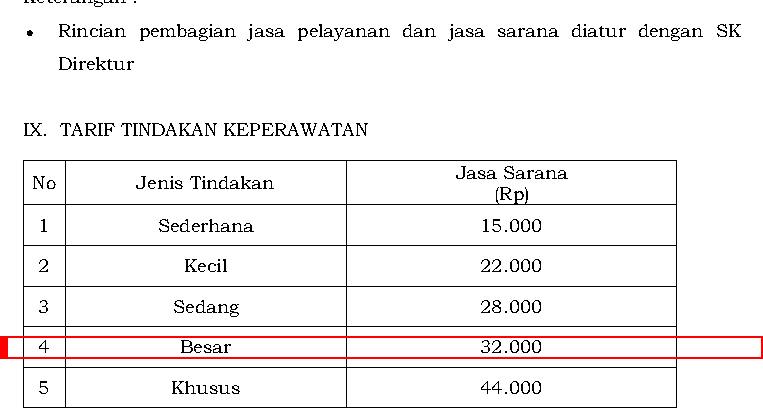 Keterangan :
• Rincian pembagian jasa pelayanan dan jasa sarana diatur dengan SK
Direktur
IX. TARIF TINDAKAN KEPERAWATAN
No Jenis Tindakan Jasa Sarana (Rp)
1 Sederhana 15.000
2 Kecil 22.000
3 Sedang 28.000
4 Besar 32.000
5 Khusus 44.000